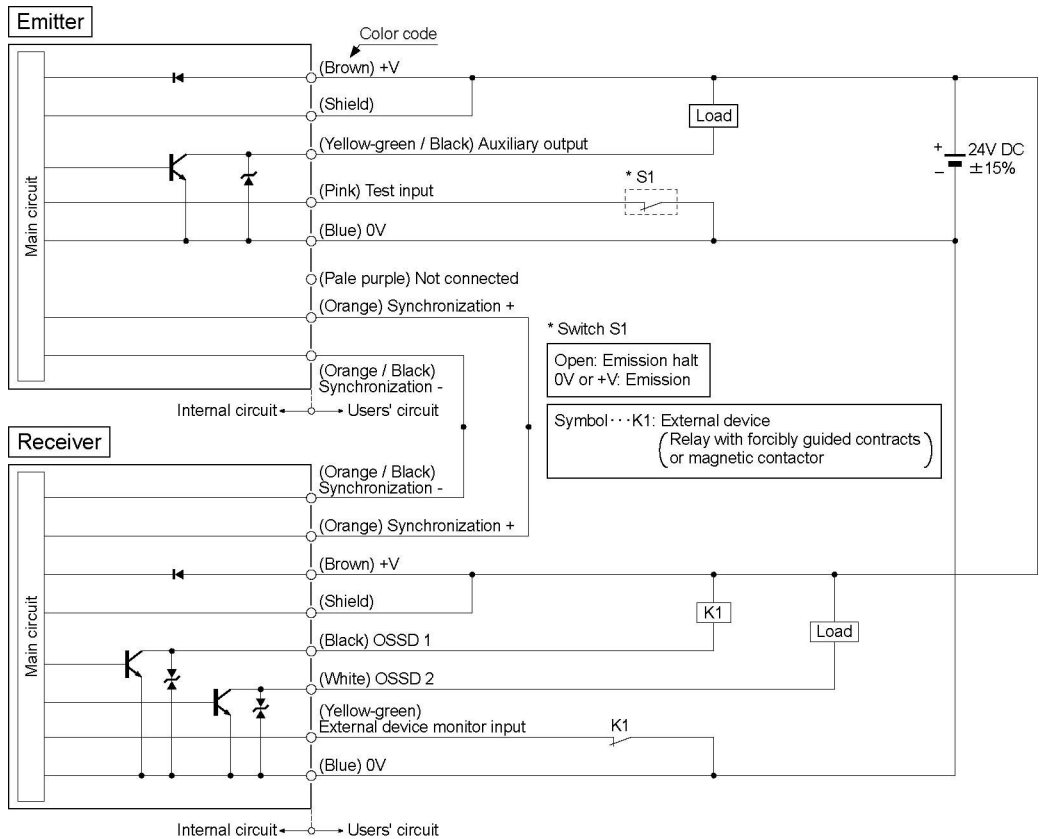 Emitter
Color code
Main circuit
(Brown) +V
(Shield)
Load
(Yellow-green / Black) Auxiliary output
+
−
24V DC
±15%
* S1
(Pink) Test input
(Blue) 0V
(Pale purple) Not connected
(Orange) Synchronization +
(Orange / Black)
Synchronization -
Internal circuit
Users' circuit
* Switch S1
Open: Emission halt
0V or +V: Emission
Symbol···K1: External device
(Relay with forcibly guided contracts
or magnetic contactor)
Receiver
Main circuit
(Orange / Black)
Synchronization -
(Orange) Synchronization +
(Brown) +V
(Shield)
K1
Load
(Black) OSSD 1
(White) OSSD 2
(Yellow-green)
External device monitor input
K1
(Blue) 0V
Internal circuit
Users' circuit